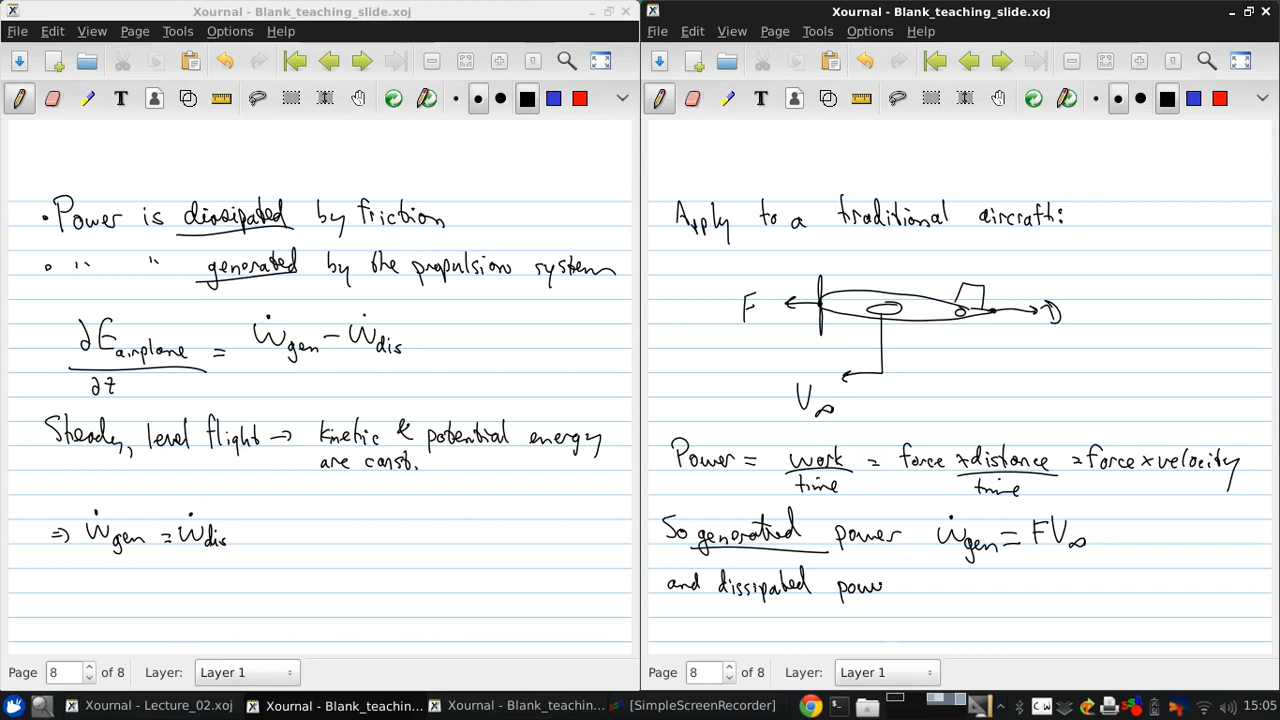 Xournal - Blank_teaching_slide.xoj
File Edit View Page Tools Options Help
• Power is dissipated by friction
• " " generated by the propulsion system
∂E_airplane / ∂t = Ẇ_gen − Ẇ_dis
Steady, level flight → kinetic & potential energy
are const.
⇒ Ẇ_gen = Ẇ_dis
Page 8 of 8 Layer: Layer 1
Xournal - Blank_teaching_slide.xoj
File Edit View Page Tools Options Help
Apply to a traditional aircraft:
F D
V∞
Power = work/time = force × distance/time = force × velocity
So generated power Ẇ_gen = FV∞
and dissipated pow
Page 8 of 8 Layer: Layer 1
Xournal - Lecture_02.xoj Xournal - Blank_teachin... Xournal - Blank_teachin... [SimpleScreenRecorder] 15:05